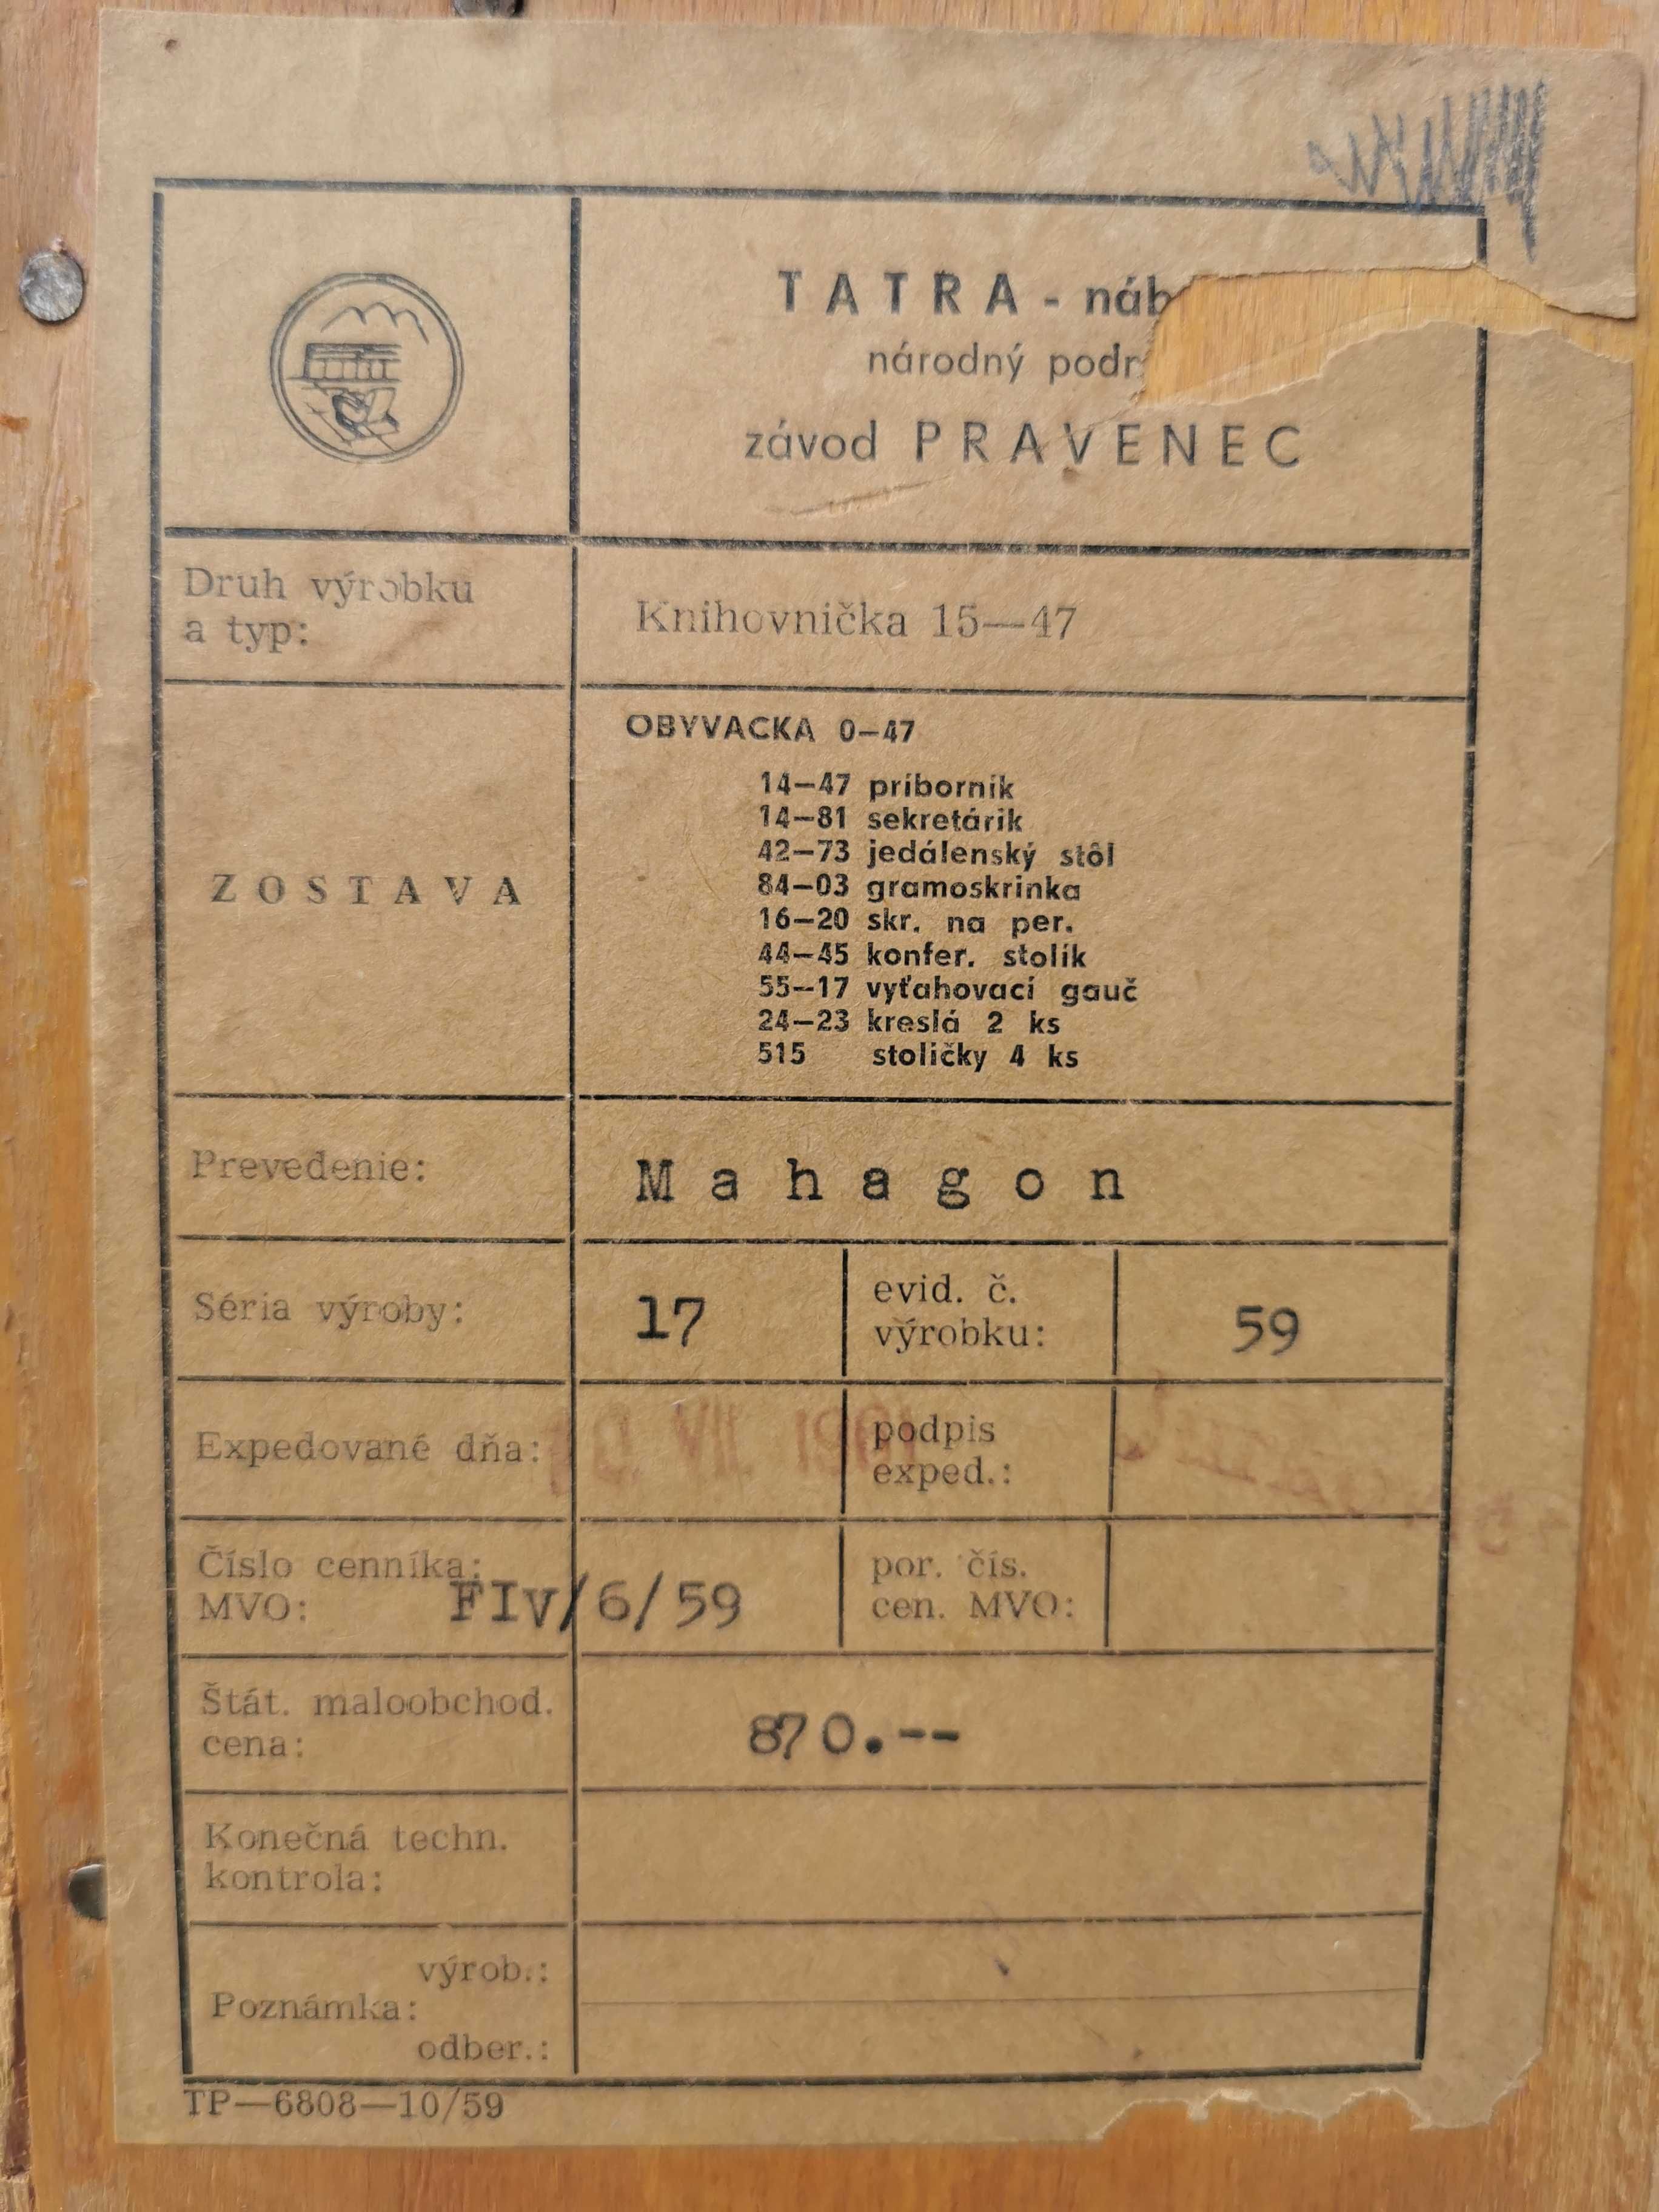 TATRA - náb
národný podr
závod PRAVENEC
Druh výrobku
a typ:
Knihovnička 15—47
ZOSTAVA
OBYVACKA 0—47
14—47 príborník
14—81 sekretárik
42—73 jedálenský stôl
84—03 gramoskrinka
16—20 skr. na per.
44—45 konfer. stolík
55—17 vyťahovací gauč
24—23 kreslá 2 ks
515 stoličky 4 ks
Prevedenie:
Mahagon
Séria výroby:
17
evid. č.
výrobku:
59
Expedované dňa:
VII.
podpis
exped.:
Číslo cenníka:
MVO:
FIv/6/59
por. čís.
cen. MVO:
Štát. maloobchod.
cena:
870.--
Konečná techn.
kontrola:
výrob.:
Poznámka:
odber.:
TP—6808—10/59